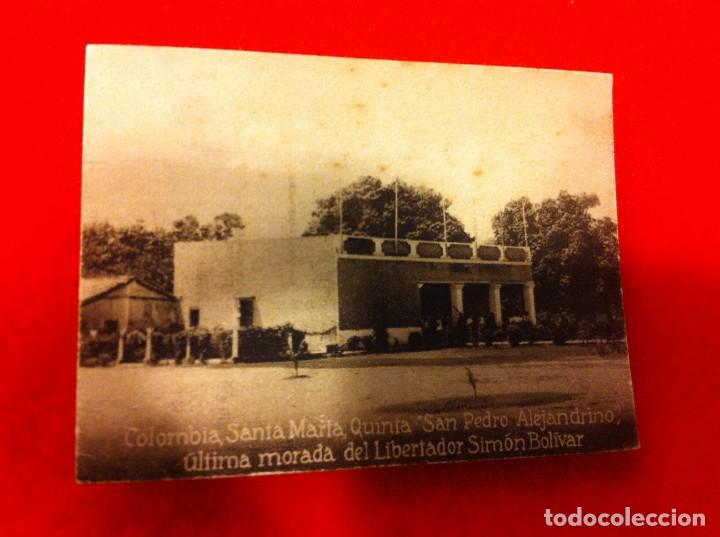 Colombia, Santa Marta, Quinta "San Pedro Alejandrino,
última morada del Libertador Simón Bolívar
todocoleccion